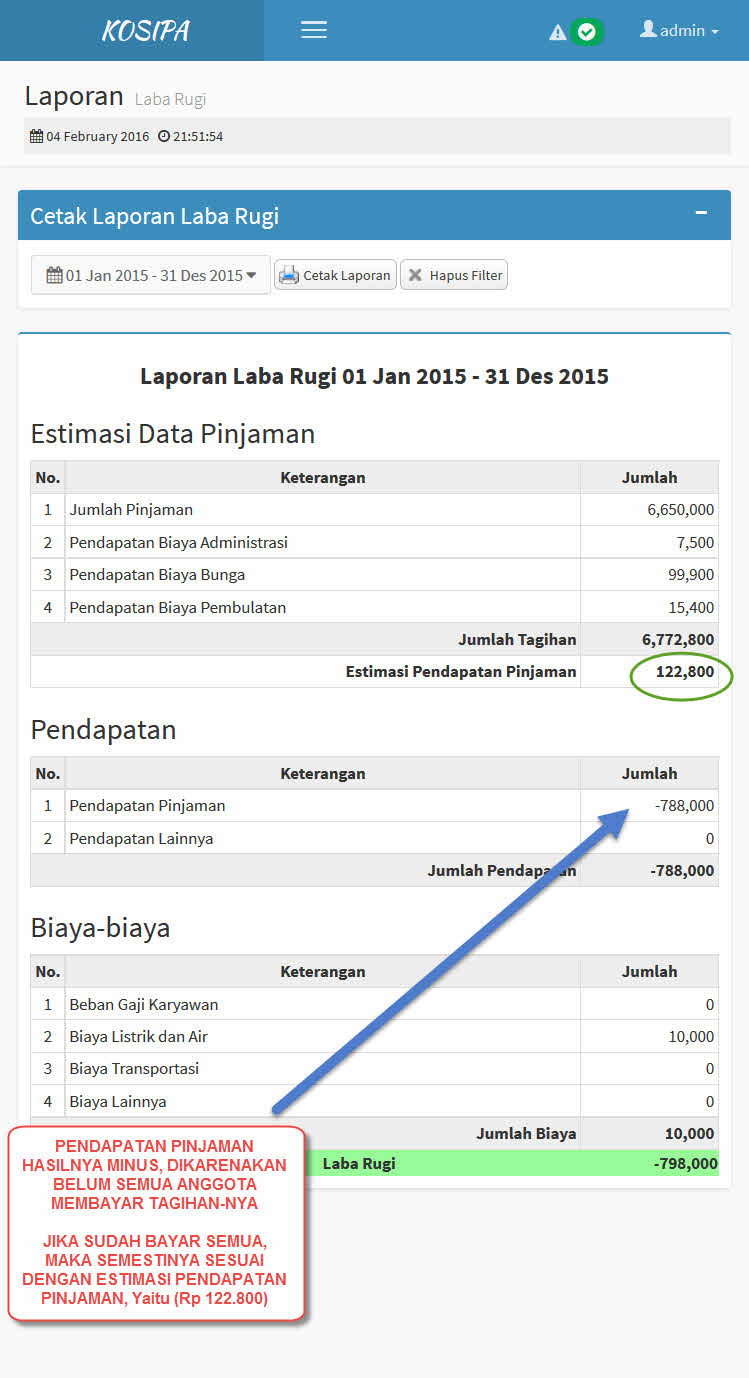 KOSIPA
admin
Laporan Laba Rugi
04 February 2016 21:51:54
Cetak Laporan Laba Rugi
01 Jan 2015 - 31 Des 2015 Cetak Laporan Hapus Filter
Laporan Laba Rugi 01 Jan 2015 - 31 Des 2015
Estimasi Data Pinjaman
No. Keterangan Jumlah
1 Jumlah Pinjaman 6,650,000
2 Pendapatan Biaya Administrasi 7,500
3 Pendapatan Biaya Bunga 99,900
4 Pendapatan Biaya Pembulatan 15,400
Jumlah Tagihan 6,772,800
Estimasi Pendapatan Pinjaman 122,800
Pendapatan
No. Keterangan Jumlah
1 Pendapatan Pinjaman -788,000
2 Pendapatan Lainnya 0
Jumlah Pendapatan -788,000
Biaya-biaya
No. Keterangan Jumlah
1 Beban Gaji Karyawan 0
2 Biaya Listrik dan Air 10,000
3 Biaya Transportasi 0
4 Biaya Lainnya 0
Jumlah Biaya 10,000
Laba Rugi -798,000
PENDAPATAN PINJAMAN
HASILNYA MINUS, DIKARENAKAN
BELUM SEMUA ANGGOTA
MEMBAYAR TAGIHAN-NYA
JIKA SUDAH BAYAR SEMUA,
MAKA SEMESTINYA SESUAI
DENGAN ESTIMASI PENDAPATAN
PINJAMAN, Yaitu (Rp 122.800)